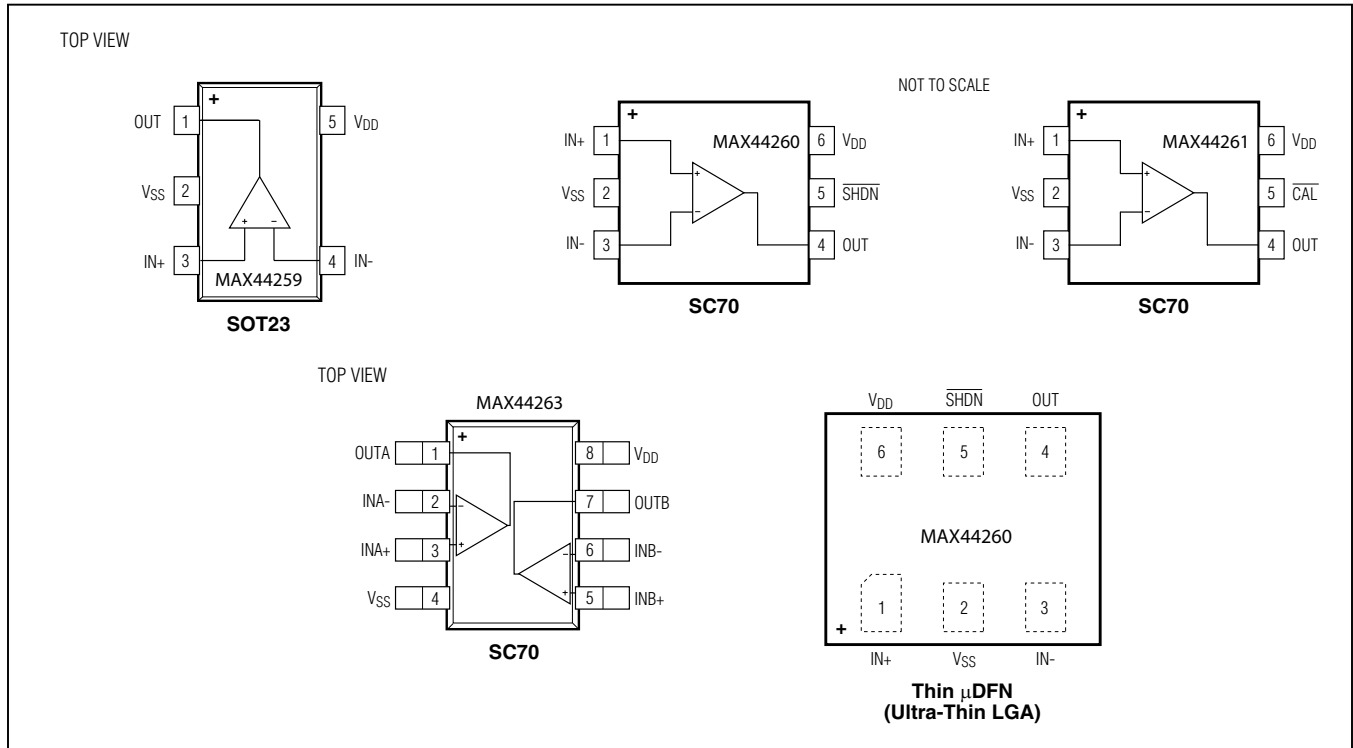 TOP VIEW
NOT TO SCALE
+
OUT 1
5 VDD
VSS 2
IN+ 3
4 IN-
+ −
MAX44259
SOT23
+
IN+ 1
MAX44260
6 VDD
VSS 2
+
−
5 SHDN
IN- 3
4 OUT
SC70
+
IN+ 1
MAX44261
6 VDD
VSS 2
+
−
5 CAL
IN- 3
4 OUT
SC70
TOP VIEW
MAX44263
+
OUTA 1
8 VDD
INA- 2
−
7 OUTB
INA+ 3
+
6 INB-
−
VSS 4
5 INB+
+
SC70
VDD SHDN OUT
6 5 4
MAX44260
1 2 3
+
IN+ VSS IN-
Thin μDFN
(Ultra-Thin LGA)